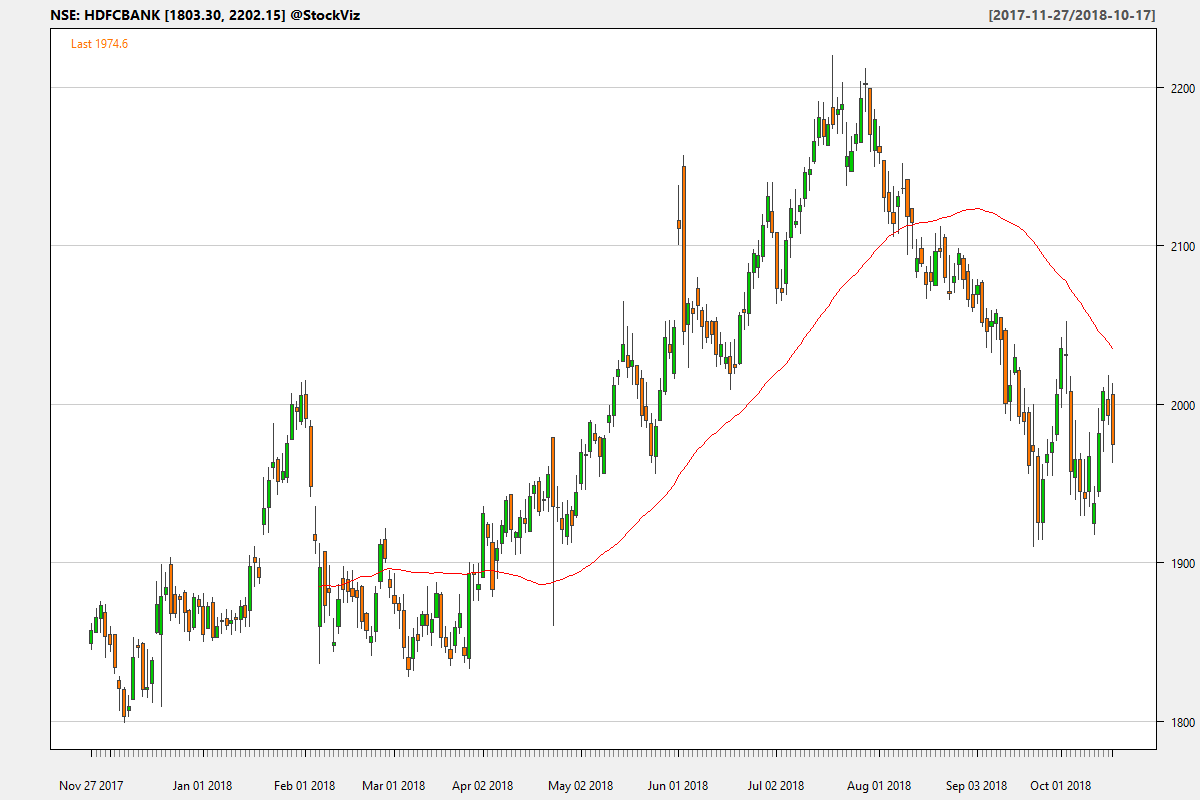 NSE: HDFCBANK [1803.30, 2202.15] @StockViz
[2017-11-27/2018-10-17]
Last 1974.6
2200
2100
2000
1900
1800
Nov 27 2017 Jan 01 2018 Feb 01 2018 Mar 01 2018 Apr 02 2018 May 02 2018 Jun 01 2018 Jul 02 2018 Aug 01 2018 Sep 03 2018 Oct 01 2018